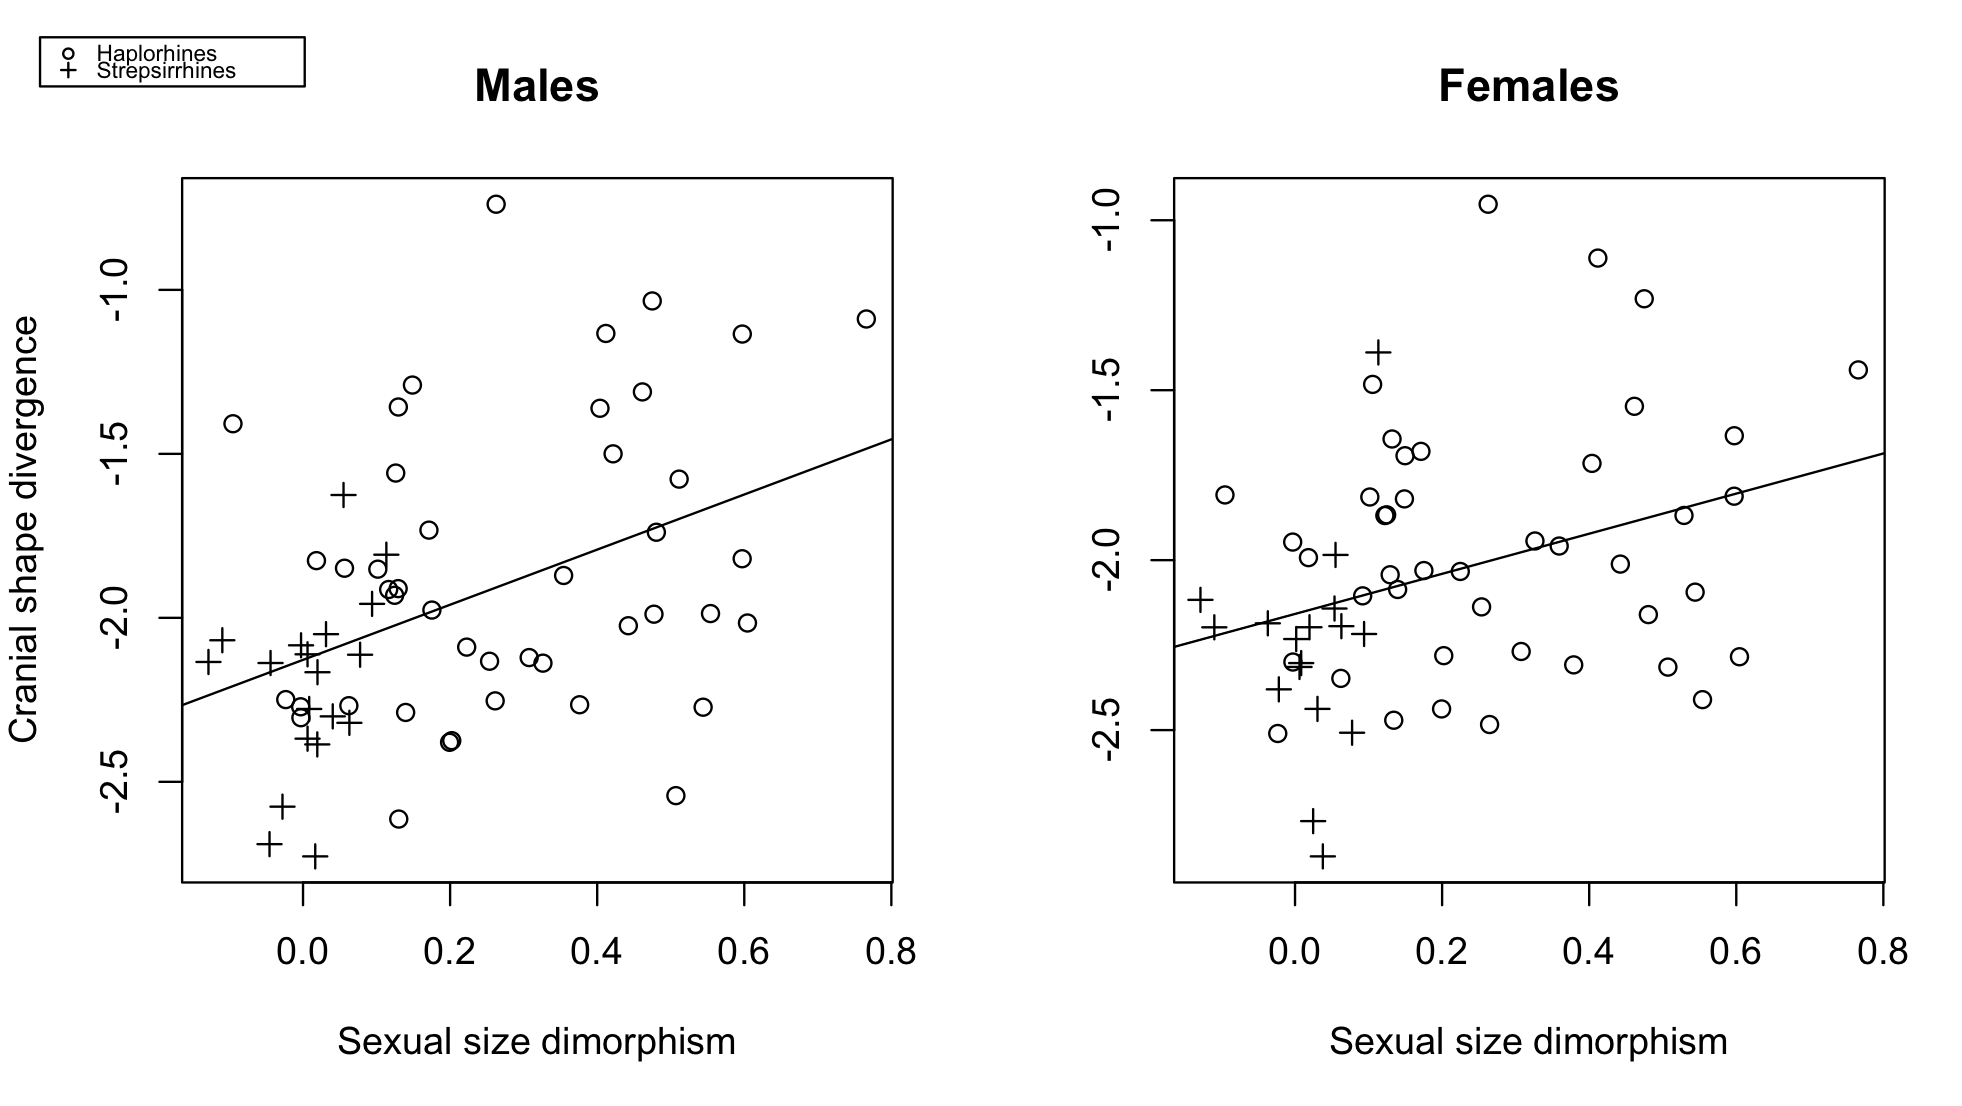 Haplorhines
Strepsirrhines
Males
Females
Cranial shape divergence
-1.0
-1.5
-2.0
-2.5
0.0 0.2 0.4 0.6 0.8
Sexual size dimorphism
-1.0
-1.5
-2.0
-2.5
0.0 0.2 0.4 0.6 0.8
Sexual size dimorphism